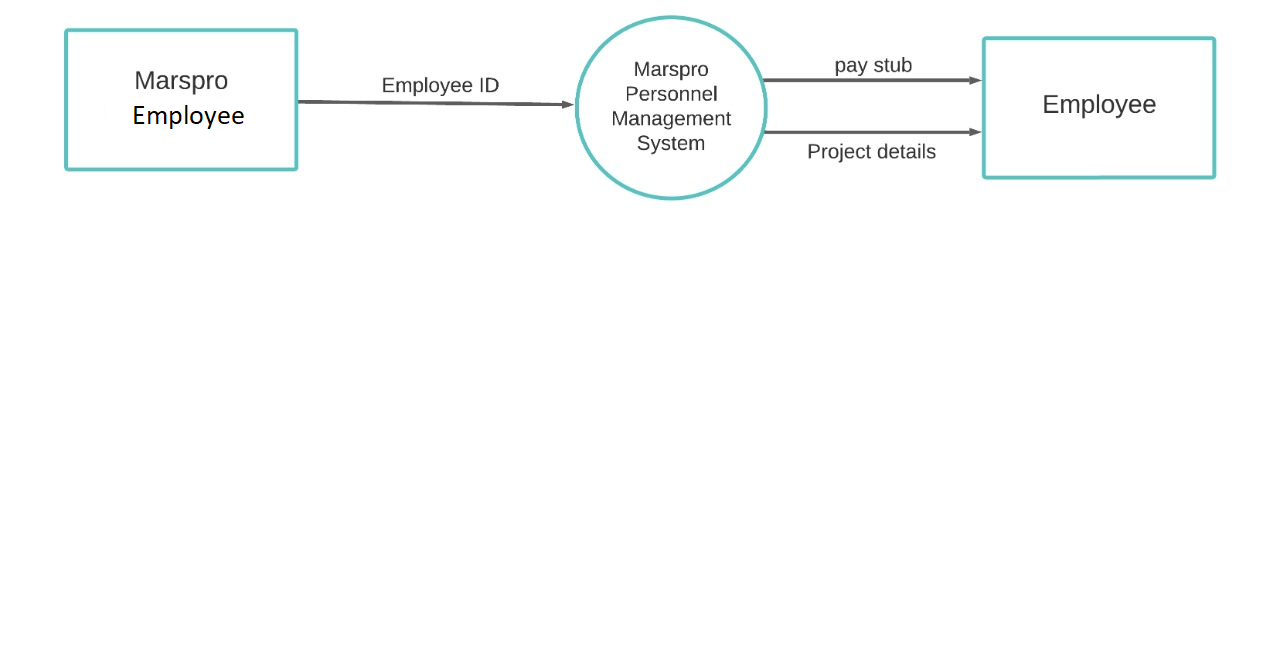 Marspro
Employee
Employee ID
Marspro
Personnel
Management
System
pay stub
Project details
Employee